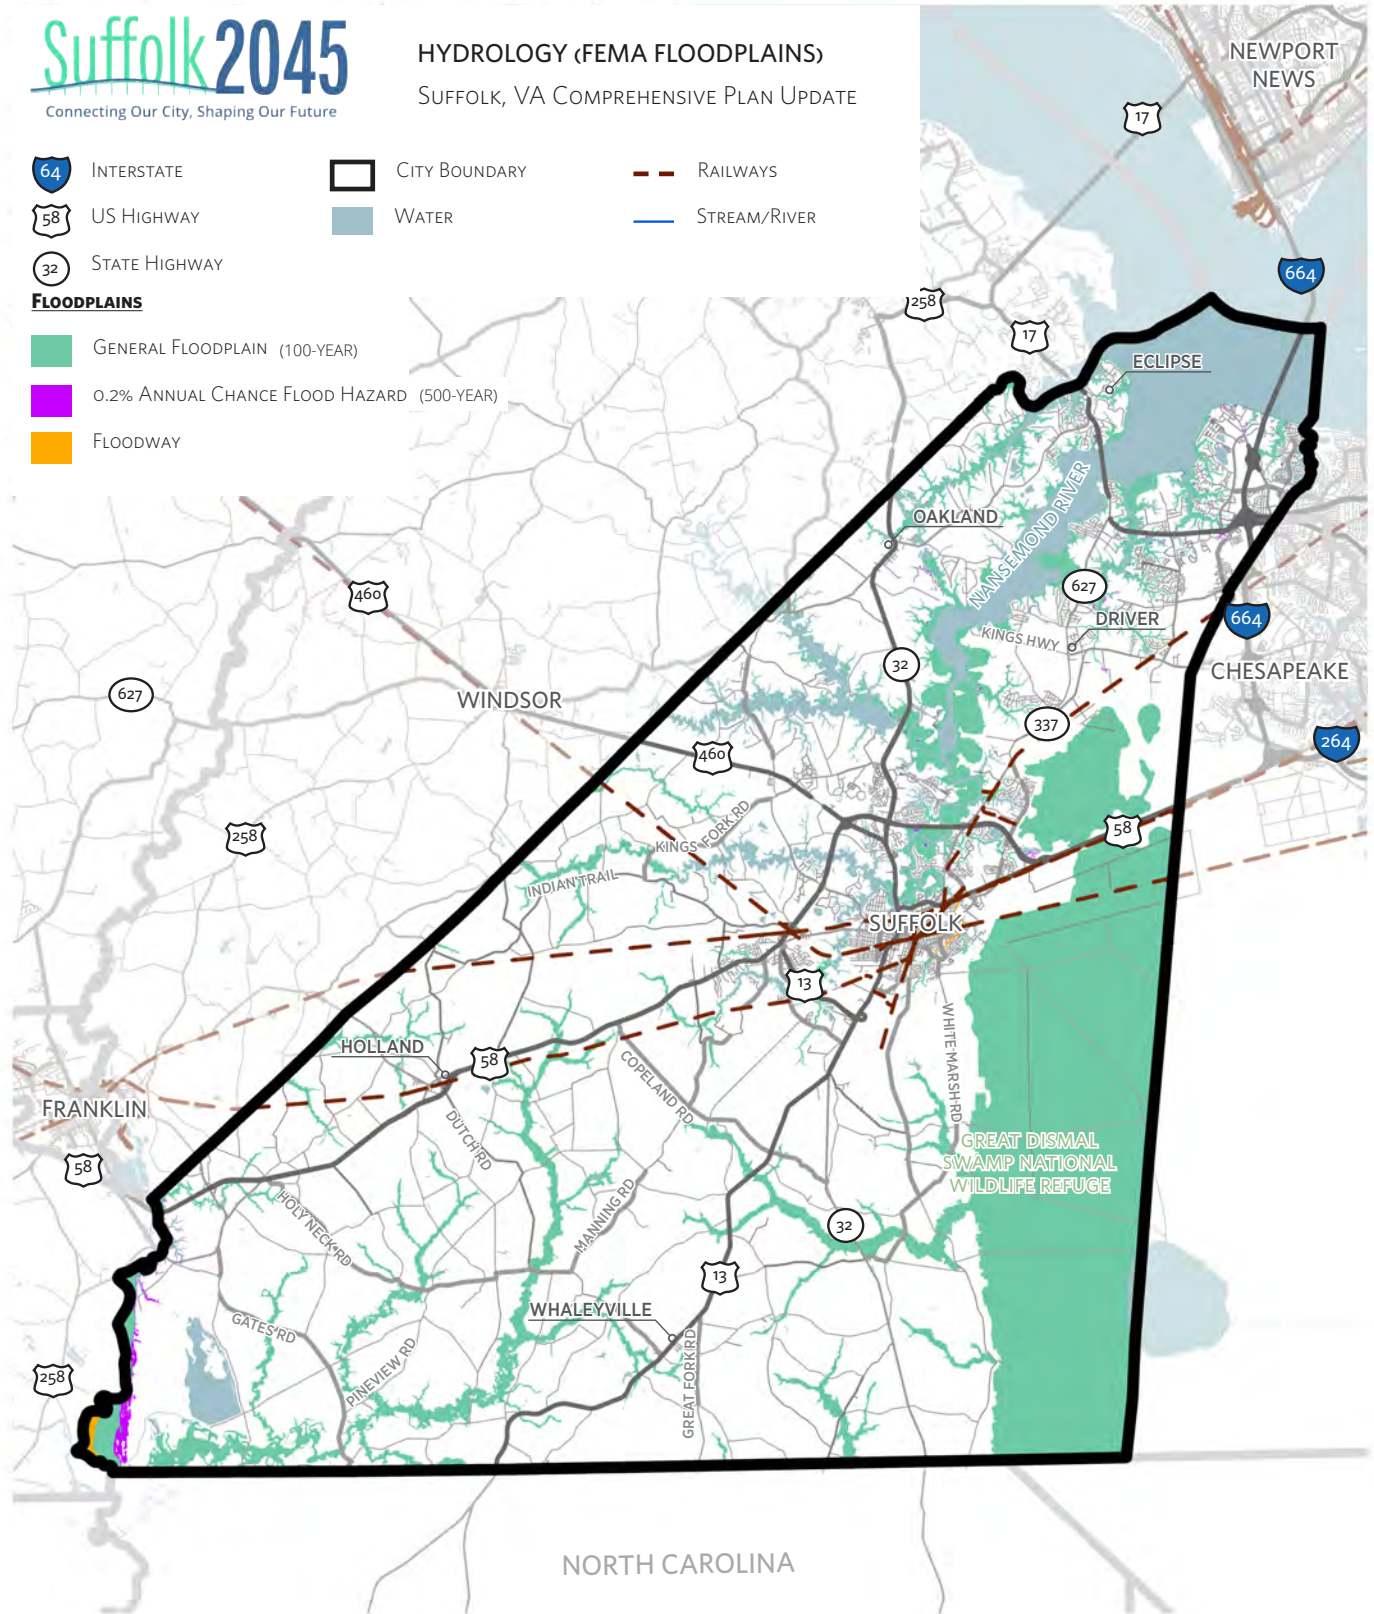 Suffolk 2045
Connecting Our City, Shaping Our Future
HYDROLOGY (FEMA FLOODPLAINS)
SUFFOLK, VA COMPREHENSIVE PLAN UPDATE
64 INTERSTATE
CITY BOUNDARY
RAILWAYS
58 US HIGHWAY
WATER
STREAM/RIVER
32 STATE HIGHWAY
FLOODPLAINS
GENERAL FLOODPLAIN (100-YEAR)
0.2% ANNUAL CHANCE FLOOD HAZARD (500-YEAR)
FLOODWAY
NEWPORT
NEWS
17
664
258
17
ECLIPSE
NANSEMOND RIVER
OAKLAND
460
627
DRIVER
664
KINGS HWY
32
CHESAPEAKE
627
WINDSOR
337
264
460
258
58
KINGS FORK RD
INDIAN TRAIL
SUFFOLK
13
WHITE MARSH RD
HOLLAND
58
COPELAND RD
FRANKLIN
DUTCH RD
GREAT DISMAL
SWAMP NATIONAL
WILDLIFE REFUGE
58
HOLY NECK RD
MANNING RD
32
13
WHALEYVILLE
GATES RD
PINEVIEW RD
GREAT FORK RD
258
NORTH CAROLINA